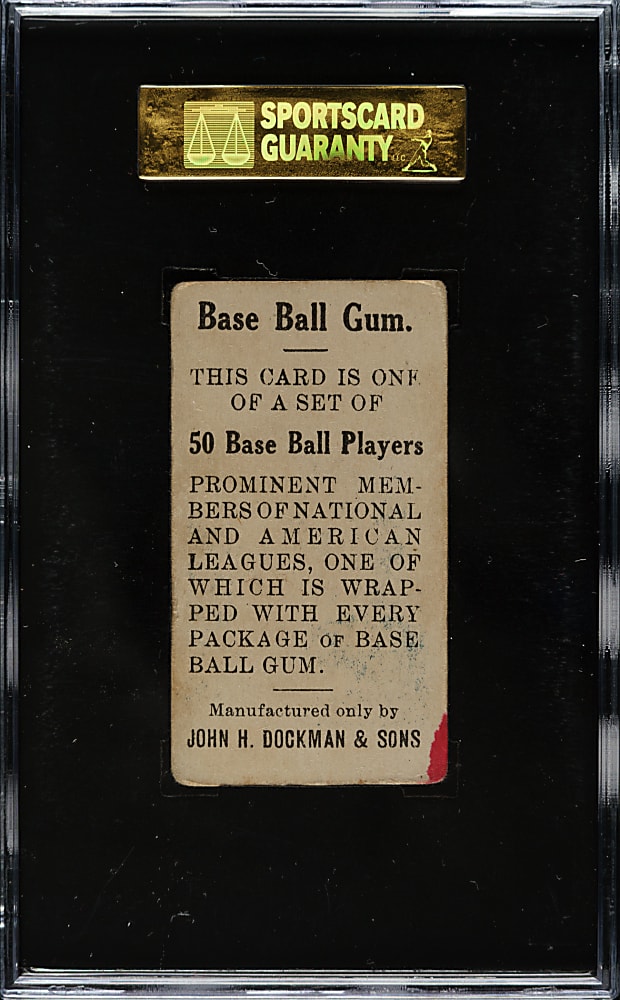 SPORTSCARD
GUARANTY LLC
Base Ball Gum.
THIS CARD IS ONE
OF A SET OF
50 Base Ball Players
PROMINENT MEM-
BERS OF NATIONAL
AND AMERICAN
LEAGUES, ONE OF
WHICH IS WRAP-
PED WITH EVERY
PACKAGE OF BASE
BALL GUM.
Manufactured only by
JOHN H. DOCKMAN & SONS